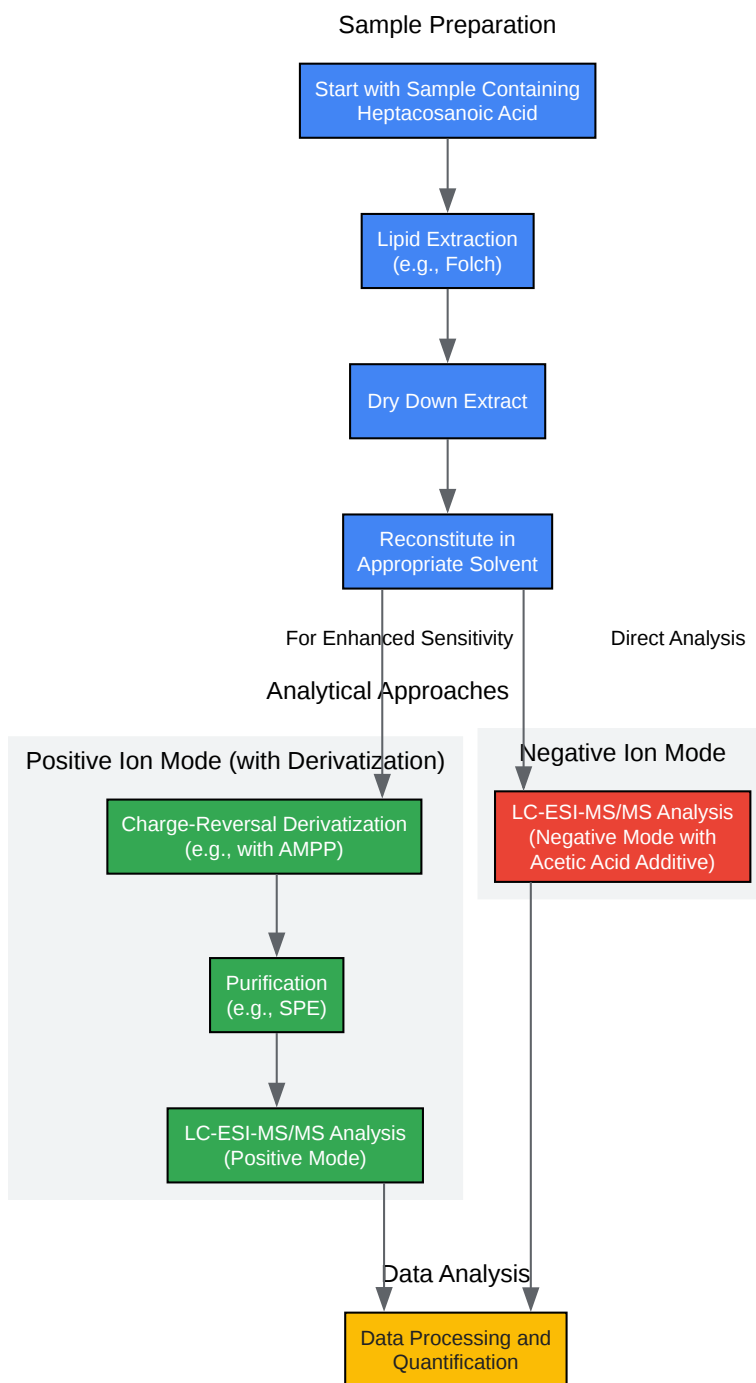 Sample Preparation
Start with Sample Containing
Heptacosanoic Acid
Lipid Extraction
(e.g., Folch)
Dry Down Extract
Reconstitute in
Appropriate Solvent
For Enhanced Sensitivity
Direct Analysis
Analytical Approaches
Positive Ion Mode (with Derivatization)
Negative Ion Mode
Charge-Reversal Derivatization
(e.g., with AMPP)
LC-ESI-MS/MS Analysis
(Negative Mode with
Acetic Acid Additive)
Purification
(e.g., SPE)
LC-ESI-MS/MS Analysis
(Positive Mode)
Data Analysis
Data Processing and
Quantification